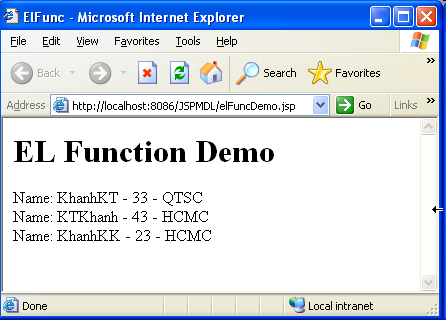 ElFunc - Microsoft Internet Explorer
File Edit View Favorites Tools Help
Back Search Favorites
Address http://localhost:8086/JSPMDL/elFuncDemo.jsp Go Links
EL Function Demo
Name: KhanhKT - 33 - QTSC
Name: KTKhanh - 43 - HCMC
Name: KhanhKK - 23 - HCMC
Done Local intranet